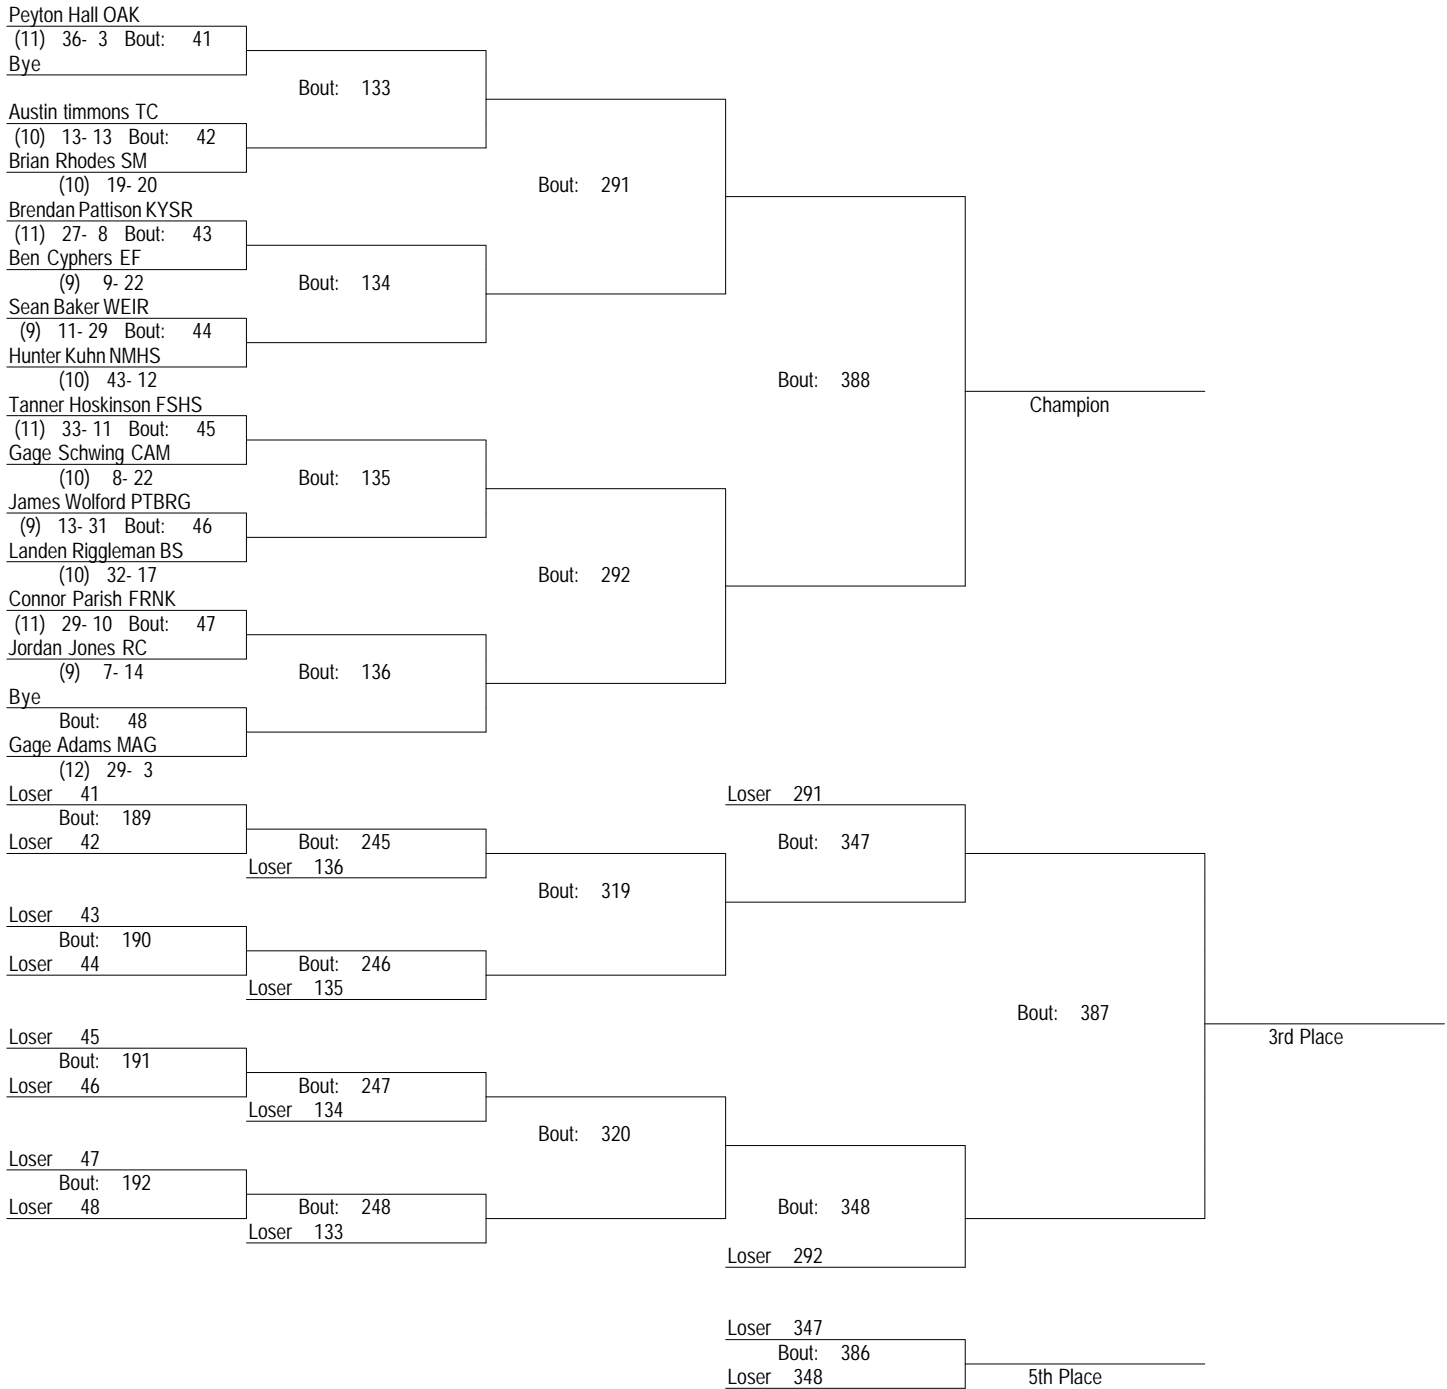 Peyton Hall OAK
(11) 36- 3 Bout: 41
Bye
Bout: 133
Austin timmons TC
(10) 13- 13 Bout: 42
Brian Rhodes SM
(10) 19- 20
Bout: 291
Brendan Pattison KYSR
(11) 27- 8 Bout: 43
Ben Cyphers EF
(9) 9- 22
Bout: 134
Sean Baker WEIR
(9) 11- 29 Bout: 44
Hunter Kuhn NMHS
(10) 43- 12
Bout: 388
Champion
Tanner Hoskinson FSHS
(11) 33- 11 Bout: 45
Gage Schwing CAM
(10) 8- 22
Bout: 135
James Wolford PTBRG
(9) 13- 31 Bout: 46
Landen Riggleman BS
(10) 32- 17
Bout: 292
Connor Parish FRNK
(11) 29- 10 Bout: 47
Jordan Jones RC
(9) 7- 14
Bout: 136
Bye
Bout: 48
Gage Adams MAG
(12) 29- 3
Loser 41
Bout: 189
Loser 42
Bout: 245
Loser 136
Loser 291
Bout: 347
Bout: 319
Loser 43
Bout: 190
Loser 44
Bout: 246
Loser 135
Bout: 387
3rd Place
Loser 45
Bout: 191
Loser 46
Bout: 247
Loser 134
Bout: 320
Loser 47
Bout: 192
Loser 48
Bout: 248
Loser 133
Bout: 348
Loser 292
Loser 347
Bout: 386
Loser 348
5th Place